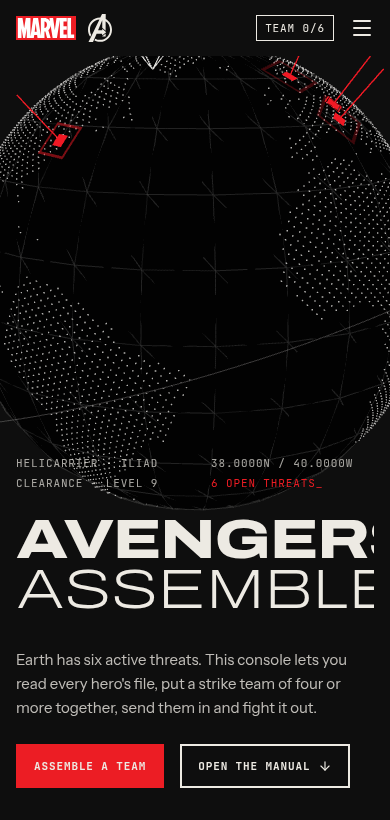 MARVEL
TEAM 0/6
HELICARRIER ILIAD
38.0000N / 40.0000W
CLEARANCE LEVEL 9
6 OPEN THREATS_
AVENGERS
ASSEMBLE
Earth has six active threats. This console lets you
read every hero's file, put a strike team of four or
more together, send them in and fight it out.
ASSEMBLE A TEAM
OPEN THE MANUAL ↓